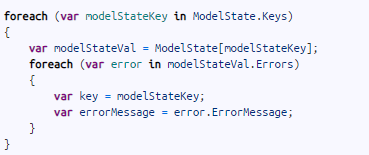 foreach (var modelStateKey in ModelState.Keys)
{
    var modelStateVal = ModelState[modelStateKey];
    foreach (var error in modelStateVal.Errors)
    {
        var key = modelStateKey;
        var errorMessage = error.ErrorMessage;
    }
}